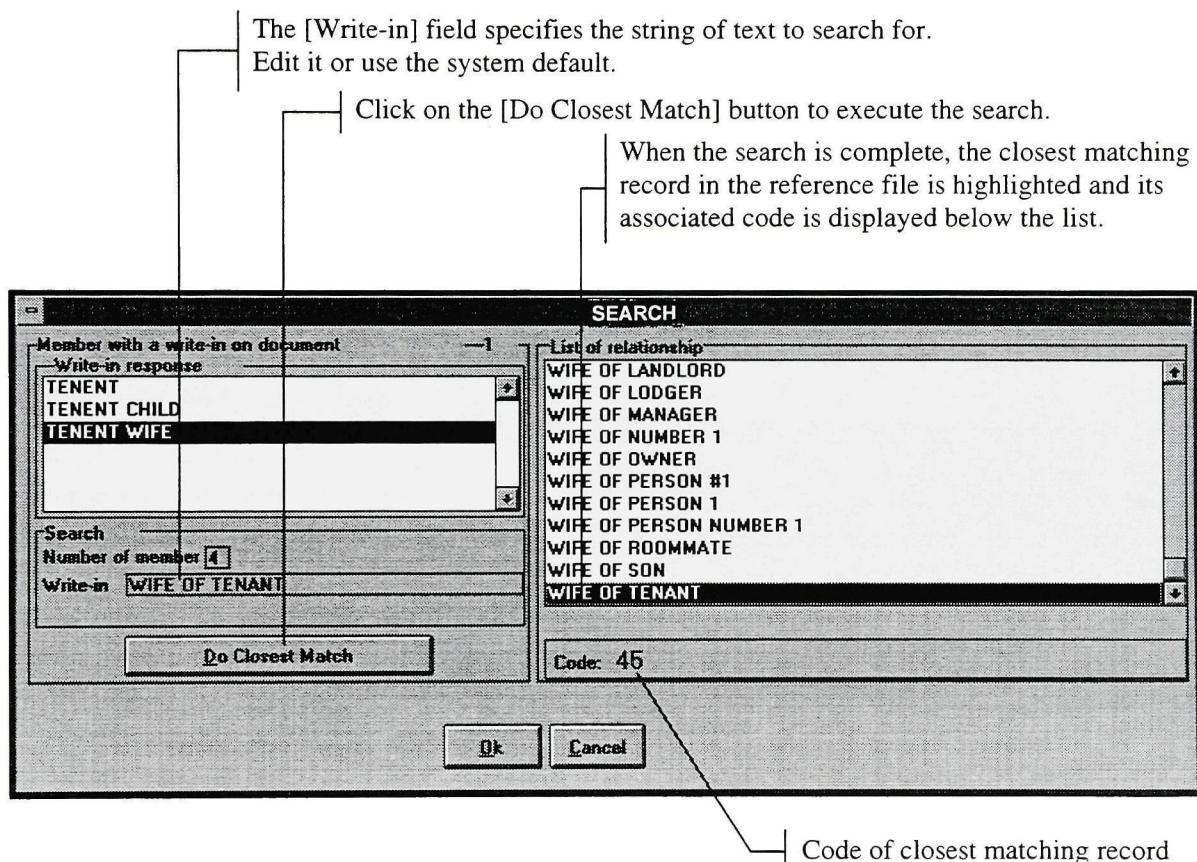 The [Write-in] field specifies the string of text to search for.
Edit it or use the system default.
Click on the [Do Closest Match] button to execute the search.
When the search is complete, the closest matching
record in the reference file is highlighted and its
associated code is displayed below the list.
SEARCH
Member with a write-in on document 1
Write-in response
TENENT
TENENT CHILD
TENENT WIFE
Search
Number of member 4
Write-in WIFE OF TENANT
Do Closest Match
List of relationship
WIFE OF LANDLORD
WIFE OF LODGER
WIFE OF MANAGER
WIFE OF NUMBER 1
WIFE OF OWNER
WIFE OF PERSON #1
WIFE OF PERSON 1
WIFE OF PERSON NUMBER 1
WIFE OF ROOMMATE
WIFE OF SON
WIFE OF TENANT
Code: 45
Ok Cancel
Code of closest matching record